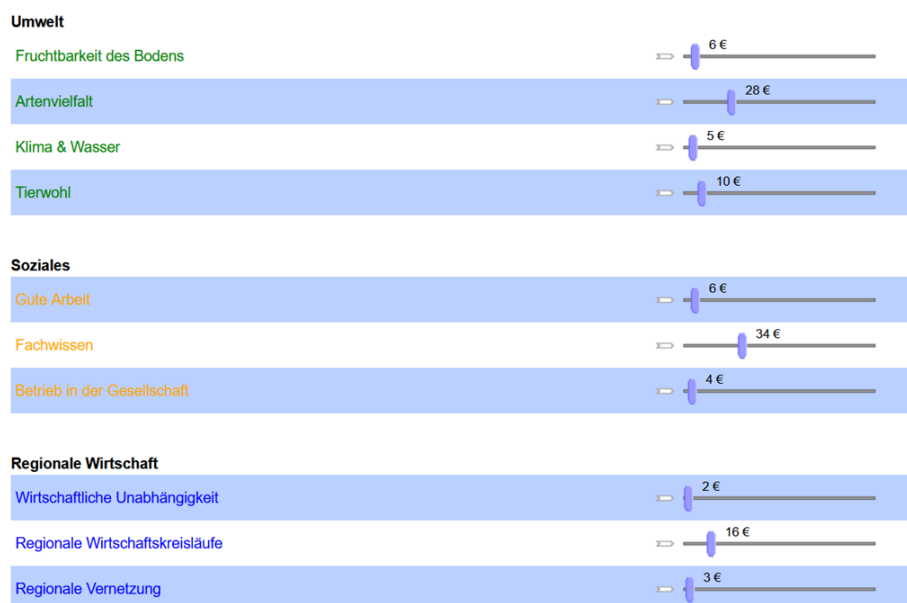 Umwelt
Fruchtbarkeit des Bodens 6 €
Artenvielfalt 28 €
Klima & Wasser 5 €
Tierwohl 10 €
Soziales
Gute Arbeit 6 €
Fachwissen 34 €
Betrieb in der Gesellschaft 4 €
Regionale Wirtschaft
Wirtschaftliche Unabhängigkeit 2 €
Regionale Wirtschaftskreisläufe 16 €
Regionale Vernetzung 3 €